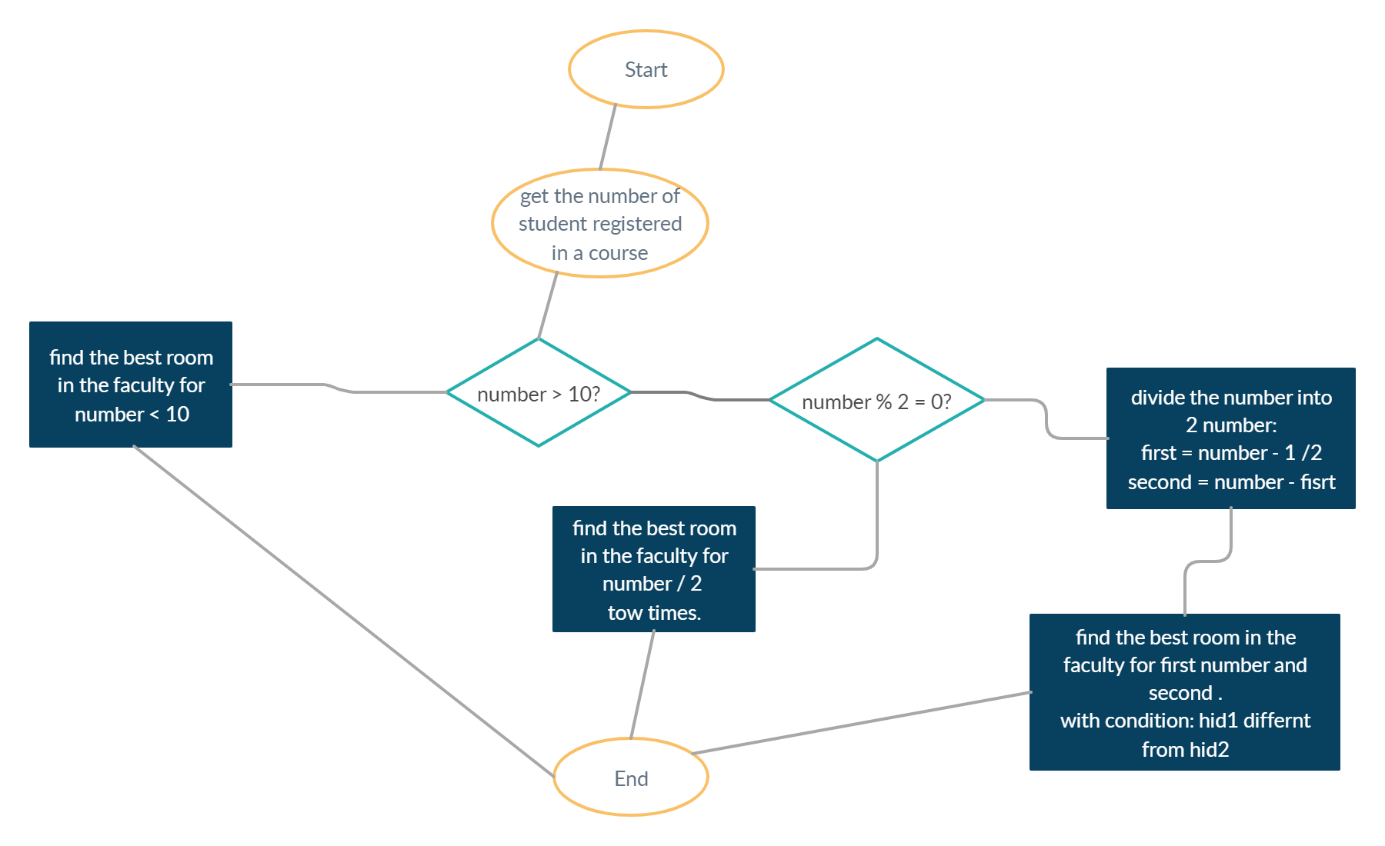 Start
get the number of
student registered
in a course
find the best room
in the faculty for
number < 10
number > 10?
number % 2 = 0?
divide the number into
2 number:
first = number - 1 /2
second = number - fisrt
find the best room
in the faculty for
number / 2
tow times.
find the best room in the
faculty for first number and
second .
with condition: hid1 differnt
from hid2
End